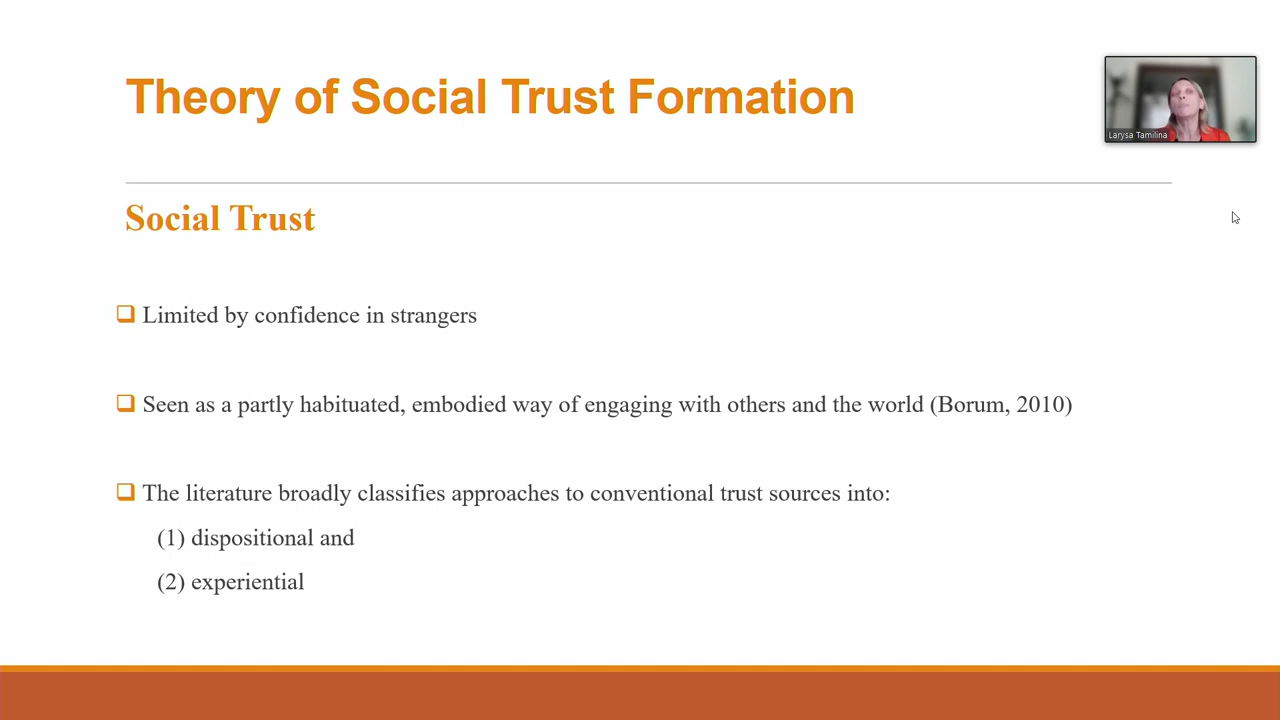 Theory of Social Trust Formation
Larysa Tamilina
Social Trust
Limited by confidence in strangers
Seen as a partly habituated, embodied way of engaging with others and the world (Borum, 2010)
The literature broadly classifies approaches to conventional trust sources into:
(1) dispositional and
(2) experiential